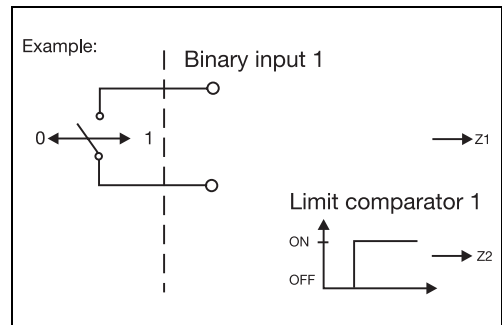 Example:
Binary input 1
0
1
Z1
Limit comparator 1
ON
OFF
Z2